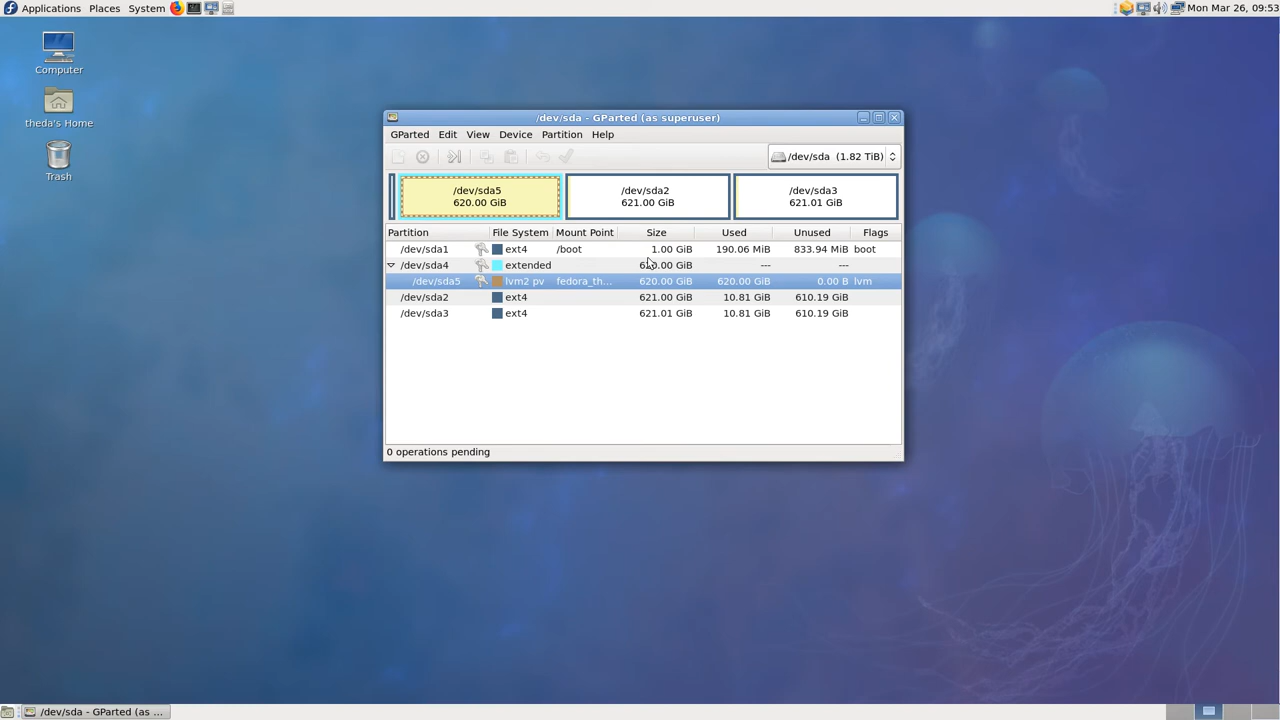 Applications Places System Mon Mar 26, 09:53
Computer
theda's Home
Trash
/dev/sda - GParted (as superuser)
GParted Edit View Device Partition Help
/dev/sda (1.82 TiB)
/dev/sda5
620.00 GiB
/dev/sda2
621.00 GiB
/dev/sda3
621.01 GiB
Partition File System Mount Point Size Used Unused Flags
/dev/sda1 ext4 /boot 1.00 GiB 190.06 MiB 833.94 MiB boot
/dev/sda4 extended 620.00 GiB --- ---
/dev/sda5 lvm2 pv fedora_th... 620.00 GiB 620.00 GiB 0.00 B lvm
/dev/sda2 ext4 621.00 GiB 10.81 GiB 610.19 GiB
/dev/sda3 ext4 621.01 GiB 10.81 GiB 610.19 GiB
0 operations pending
/dev/sda - GParted (as ...